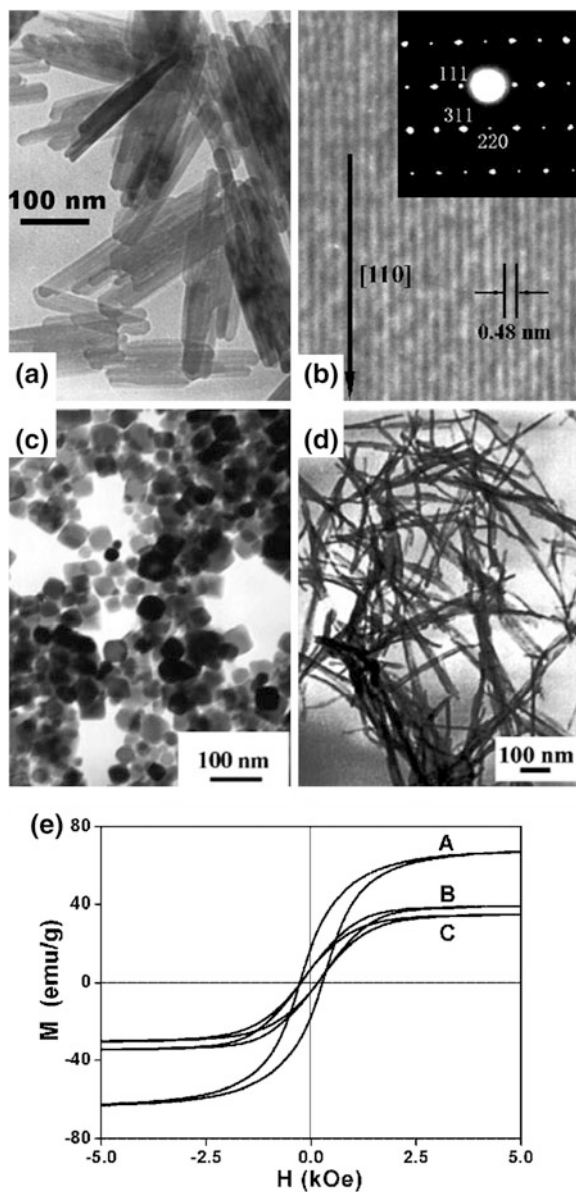 100 nm
(a)
111
311
220
[110]
0.48 nm
(b)
(c)
100 nm
(d)
100 nm
(e)
80
40
0
-40
-80
M (emu/g)
A
B
C
-5.0 -2.5 0.0 2.5 5.0
H (kOe)